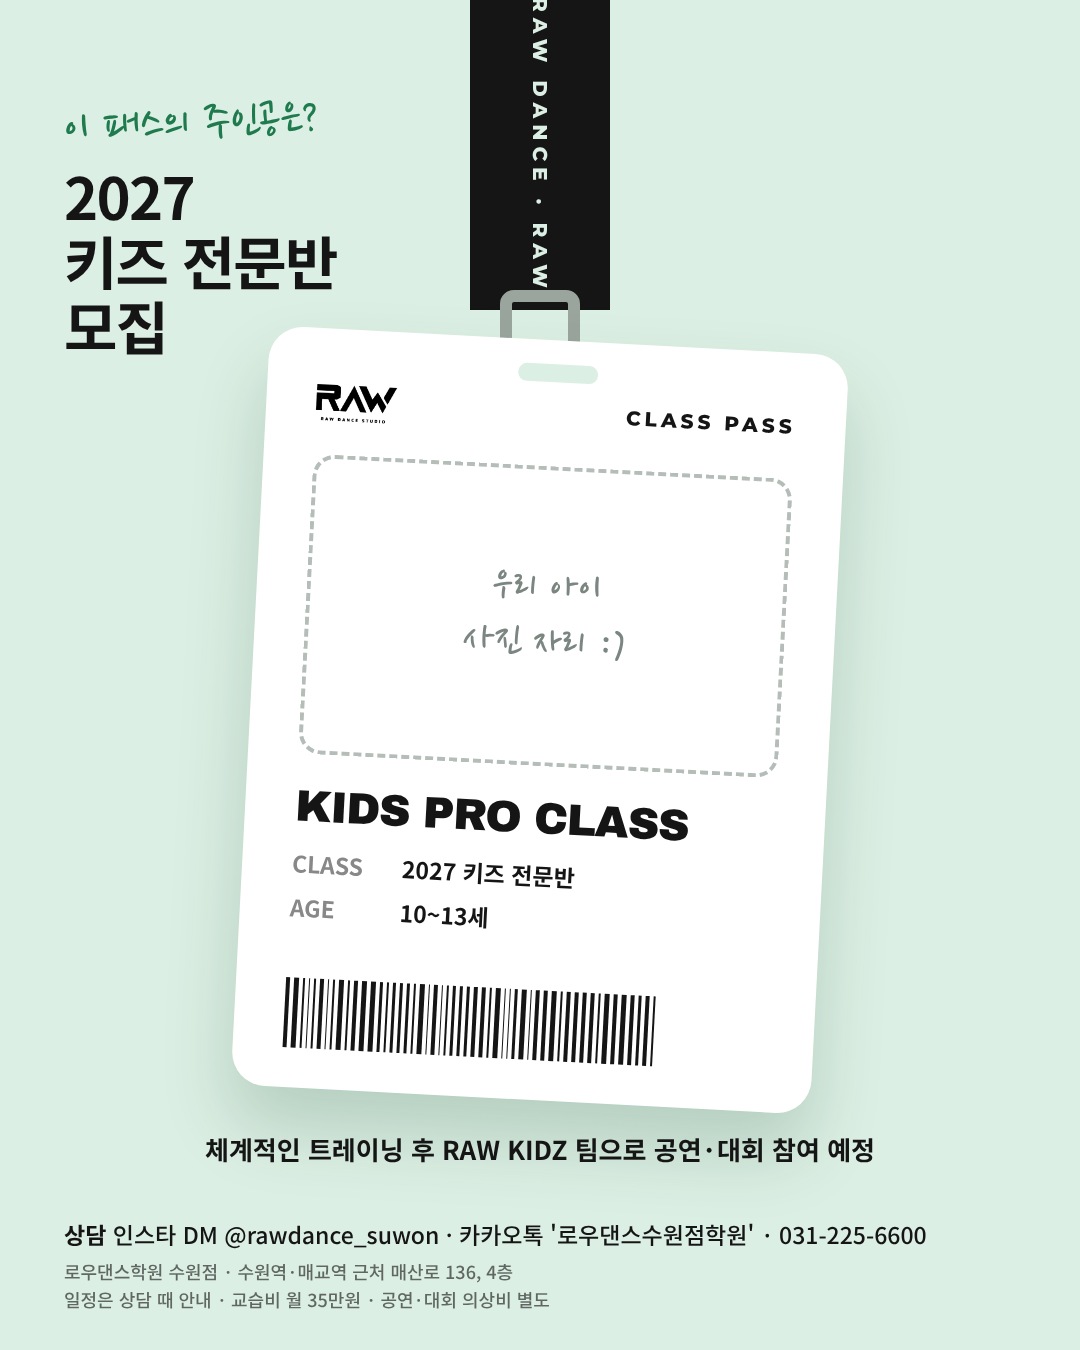 RAW DANCE · RAW
이 패스의 주인공은?
2027
키즈 전문반
모집
RAW
RAW DANCE STUDIO
CLASS PASS
우리 아이
사진 자리 :)
KIDS PRO CLASS
CLASS 2027 키즈 전문반
AGE 10~13세
체계적인 트레이닝 후 RAW KIDZ 팀으로 공연·대회 참여 예정
상담 인스타 DM @rawdance_suwon · 카카오톡 '로우댄스수원점학원' · 031-225-6600
로우댄스학원 수원점 · 수원역·매교역 근처 매산로 136, 4층
일정은 상담 때 안내 · 교습비 월 35만원 · 공연·대회 의상비 별도